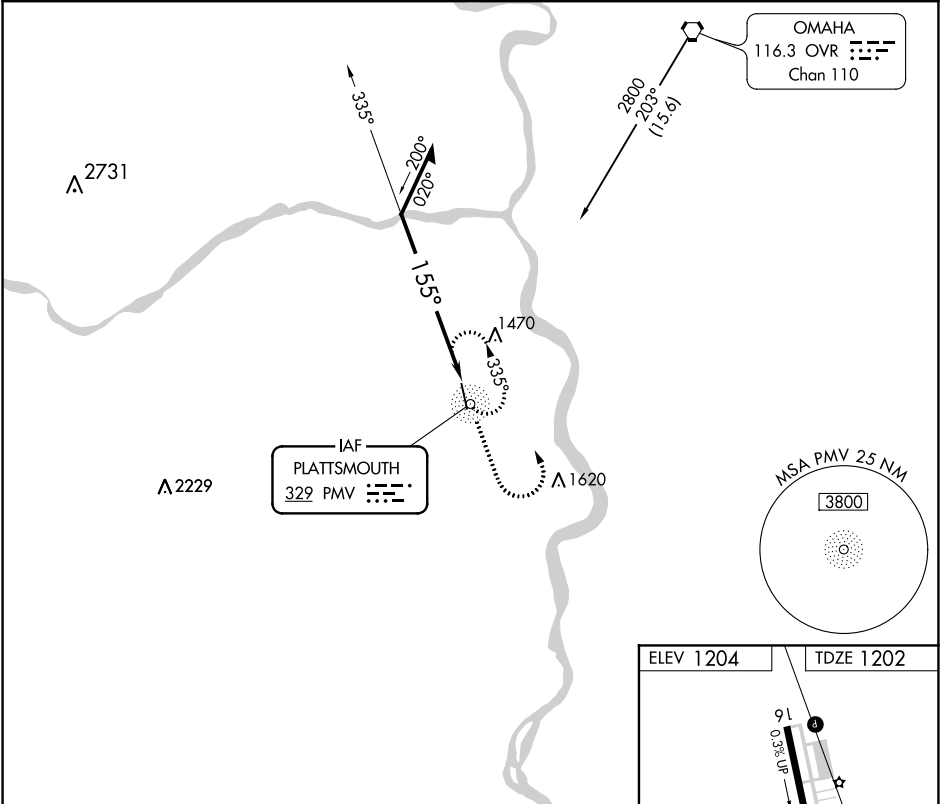 OMAHA
116.3 OVR
Chan 110
2800
203°
(15.6)
335°
200°
020°
2731
155°
1470
335°
IAF
PLATTSMOUTH
329 PMV
2229
1620
MSA PMV 25 NM
3800
ELEV 1204
TDZE 1202
16
0.3% UP
P